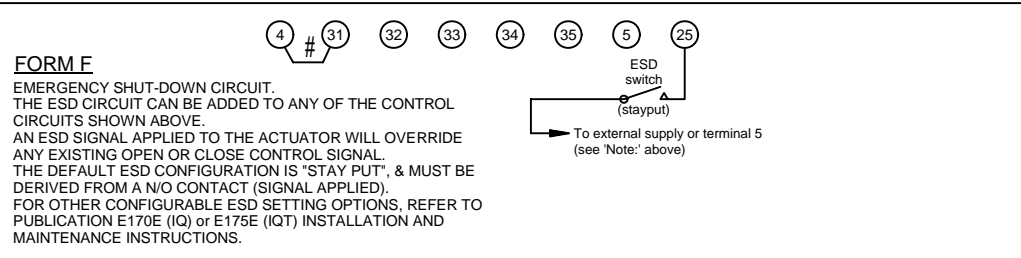 4 # 31 32 33 34 35 5 25
FORM F
EMERGENCY SHUT-DOWN CIRCUIT.
THE ESD CIRCUIT CAN BE ADDED TO ANY OF THE CONTROL
CIRCUITS SHOWN ABOVE.
AN ESD SIGNAL APPLIED TO THE ACTUATOR WILL OVERRIDE
ANY EXISTING OPEN OR CLOSE CONTROL SIGNAL.
THE DEFAULT ESD CONFIGURATION IS "STAY PUT", & MUST BE
DERIVED FROM A N/O CONTACT (SIGNAL APPLIED).
FOR OTHER CONFIGURABLE ESD SETTING OPTIONS, REFER TO
PUBLICATION E170E (IQ) or E175E (IQT) INSTALLATION AND
MAINTENANCE INSTRUCTIONS.
ESD
switch
(stayput)
To external supply or terminal 5
(see 'Note:' above)